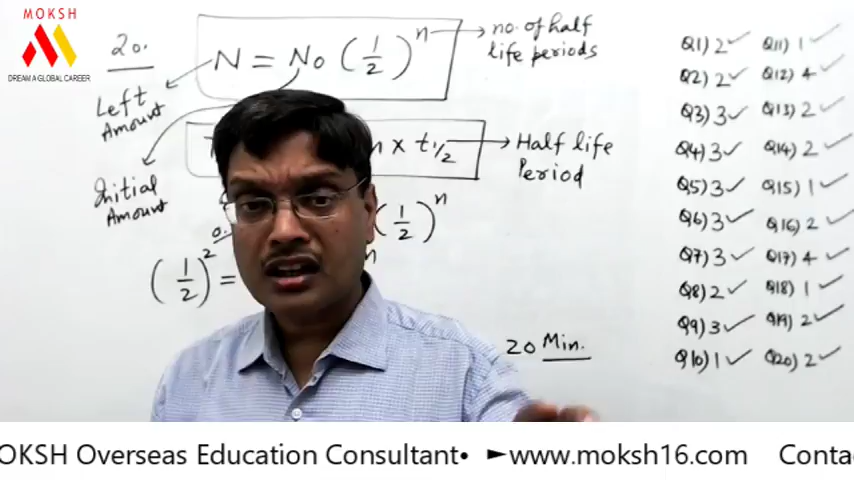 MOKSH
DREAM A GLOBAL CAREER
20.
N = No (1/2)^n
no. of half
life periods
Left
Amount
n x t1/2
Half life
Period
Initial
Amount
(1/2)^n
(1/2)^2 =
20 Min.
Q1) 2 ✓
Q2) 2 ✓
Q3) 3 ✓
Q4) 3 ✓
Q5) 3 ✓
Q6) 3 ✓
Q7) 3 ✓
Q8) 2 ✓
Q9) 3 ✓
Q10) 1 ✓
Q11) 1 ✓
Q12) 4 ✓
Q13) 2 ✓
Q14) 2 ✓
Q15) 1 ✓
Q16) 2 ✓
Q17) 4 ✓
Q18) 1 ✓
Q19) 2 ✓
Q20) 2 ✓
OKSH Overseas Education Consultant• ►www.moksh16.com Conta